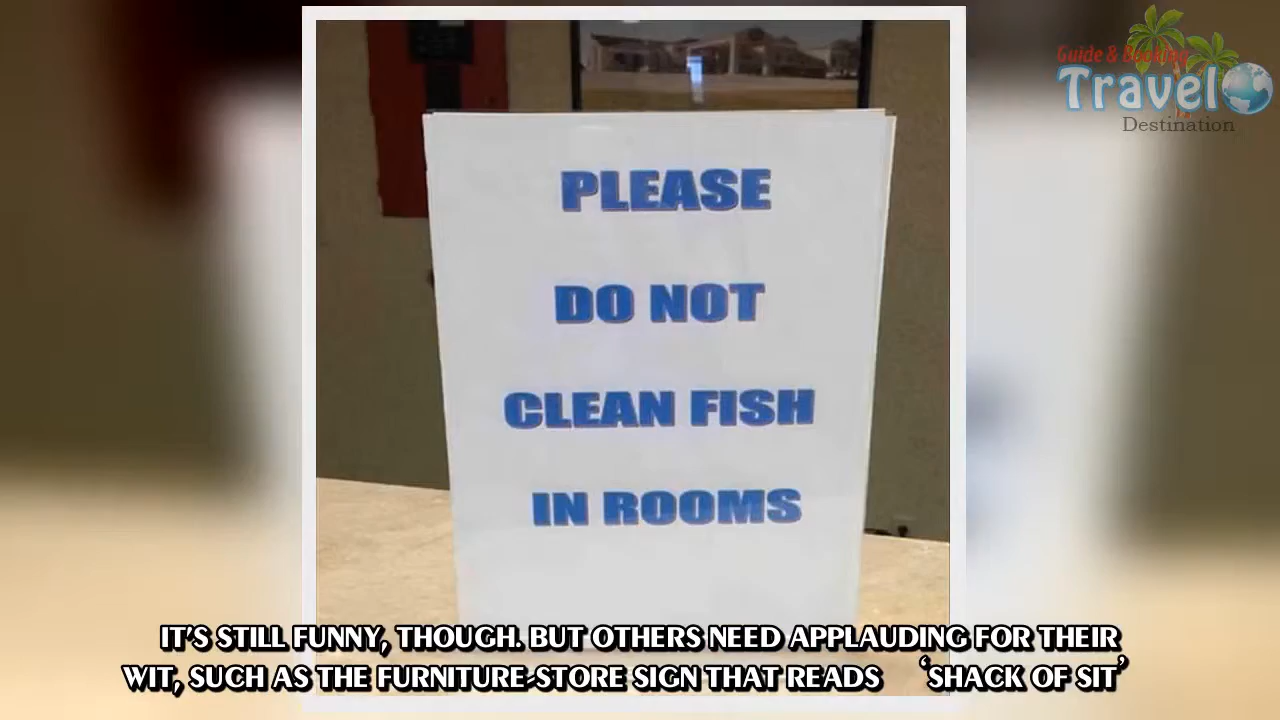 Guide & Booking
Travel
Destination
PLEASE
DO NOT
CLEAN FISH
IN ROOMS
IT'S STILL FUNNY, THOUGH. BUT OTHERS NEED APPLAUDING FOR THEIR
WIT, SUCH AS THE FURNITURE-STORE SIGN THAT READS ‘SHACK OF SIT’